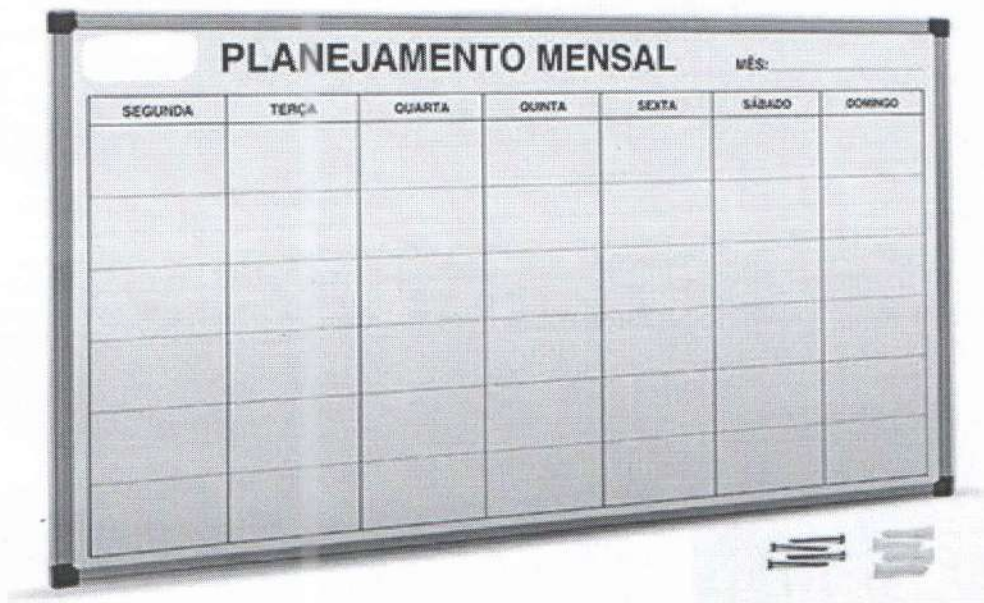 PLANEJAMENTO MENSAL MÊS:
SEGUNDA TERÇA QUARTA QUINTA SEXTA SÁBADO DOMINGO